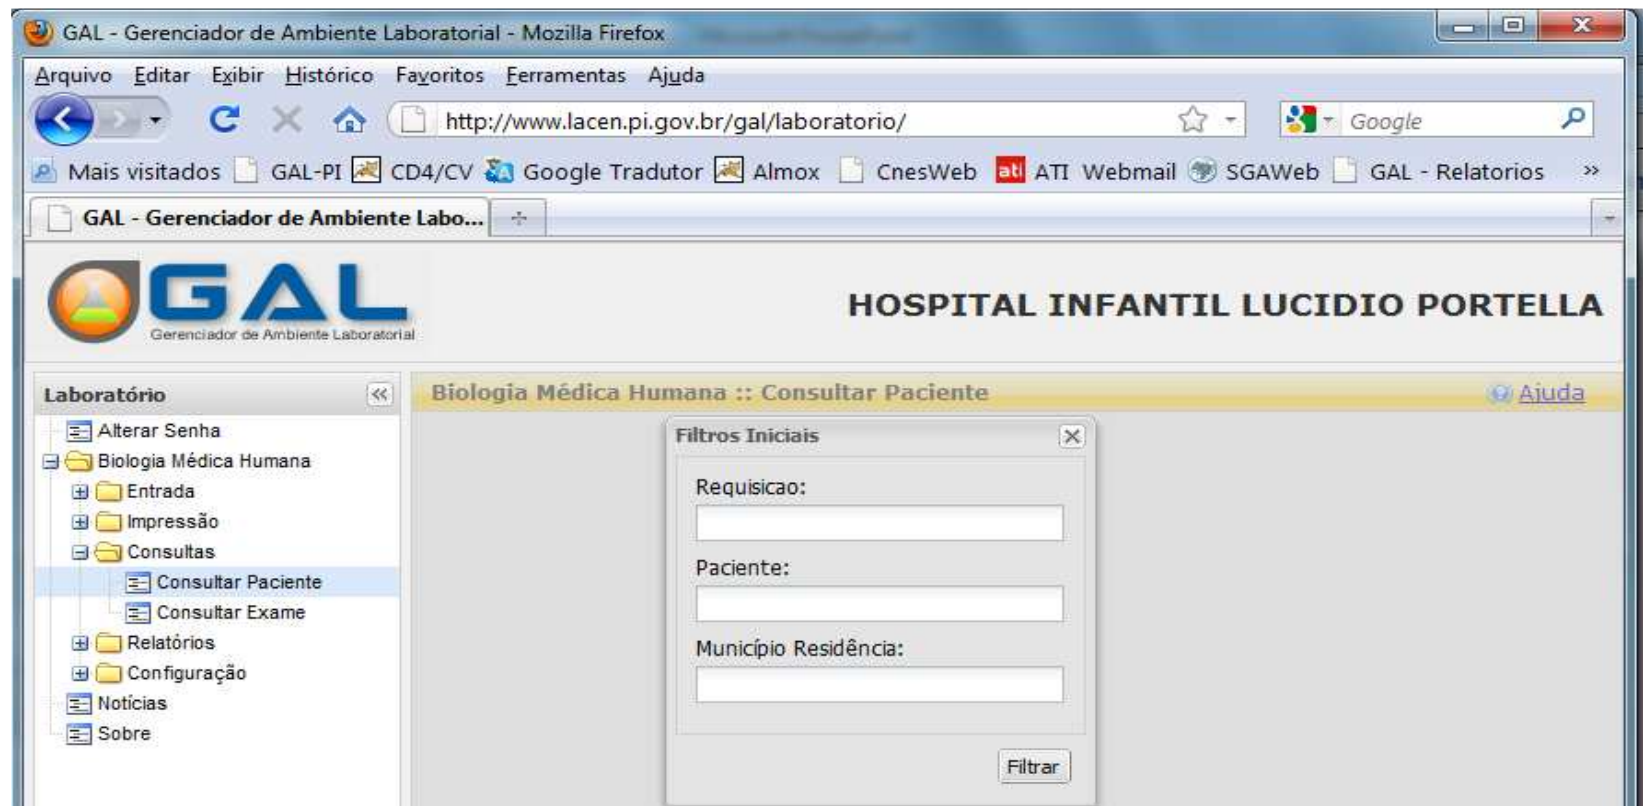 GAL - Gerenciador de Ambiente Laboratorial - Mozilla Firefox
Arquivo Editar Exibir Histórico Favoritos Ferramentas Ajuda
http://www.lacen.pi.gov.br/gal/laboratorio/ Google
Mais visitados GAL-PI CD4/CV Google Tradutor Almox CnesWeb ati ATI Webmail SGAWeb GAL - Relatorios »
GAL - Gerenciador de Ambiente Labo...
GAL
Gerenciador de Ambiente Laboratorial
HOSPITAL INFANTIL LUCIDIO PORTELLA
Laboratório
Alterar Senha
Biologia Médica Humana
Entrada
Impressão
Consultas
Consultar Paciente
Consultar Exame
Relatórios
Configuração
Notícias
Sobre
Biologia Médica Humana :: Consultar Paciente Ajuda
Filtros Iniciais
Requisicao:
Paciente:
Município Residência:
Filtrar